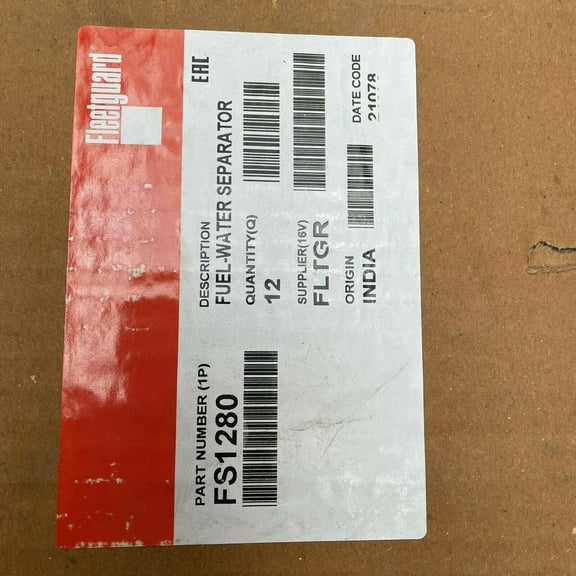 Fleetguard
EAC
PART NUMBER (1P)
FS1280
DESCRIPTION
FUEL-WATER SEPARATOR
QUANTITY(Q)
12
SUPPLIER(16V)
FLTGR
ORIGIN
INDIA
DATE CODE
21078